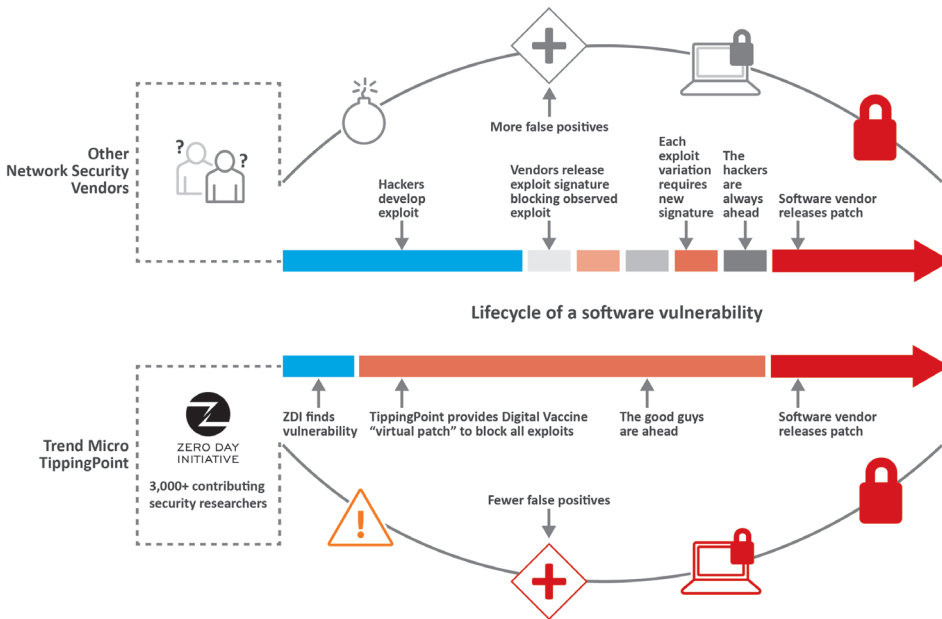 More false positives
Other
Network Security
Vendors
?
?
Hackers
develop
exploit
Vendors release
exploit signature
blocking observed
exploit
Each
exploit
variation
requires
new
signature
The
hackers
are
always
ahead
Software vendor
releases patch
Lifecycle of a software vulnerability
Trend Micro
TippingPoint
ZERO DAY
INITIATIVE
3,000+ contributing
security researchers
ZDI finds
vulnerability
TippingPoint provides Digital Vaccine
“virtual patch” to block all exploits
The good guys
are ahead
Software vendor
releases patch
Fewer false positives
!